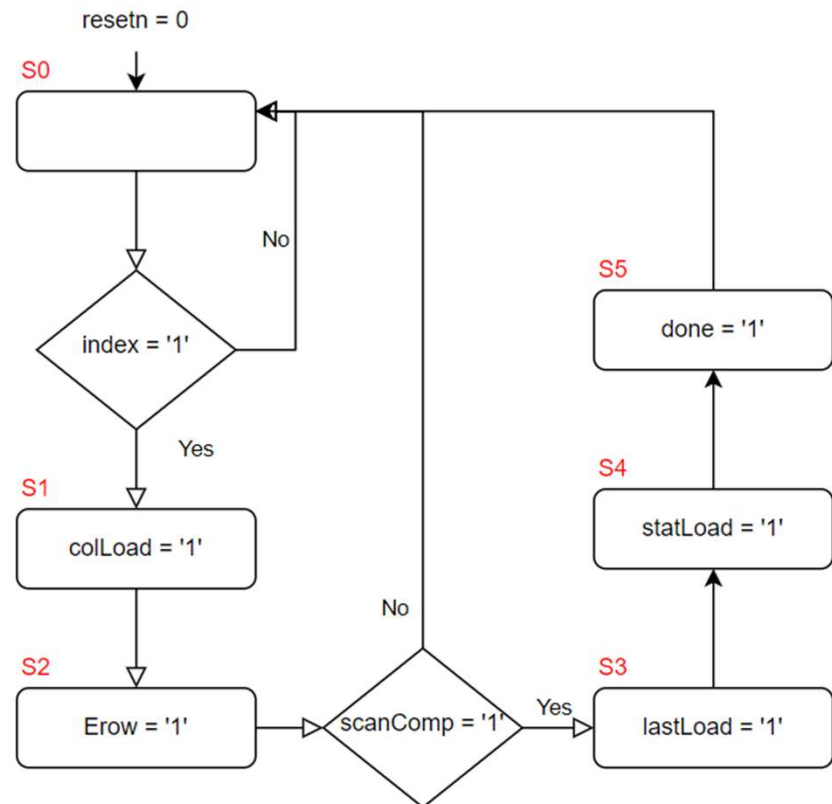 resetn = 0
S0
No
index = '1'
Yes
S1
colLoad = '1'
S2
Erow = '1'
No
scanComp = '1'
Yes
S3
lastLoad = '1'
S4
statLoad = '1'
S5
done = '1'